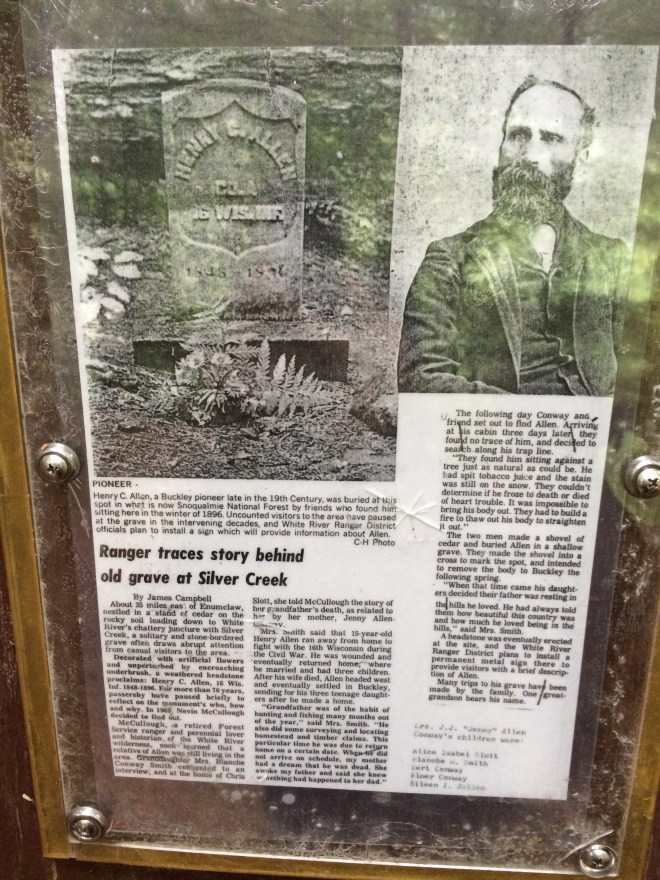 HENRY C. ALLEN
CO. A
16 WIS. INF.
1848-1896
PIONEER -
Henry C. Allen, a Buckley pioneer late in the 19th Century, was buried at this
spot in what is now Snoqualmie National Forest by friends who found him
sitting here in the winter of 1896. Uncounted visitors to the area have paused
at the grave in the intervening decades, and White River Ranger District
officials plan to install a sign which will provide information about Allen.
C-H Photo
Ranger traces story behind
old grave at Silver Creek
By James Campbell
About 35 miles east of Enumclaw,
nestled in a stand of cedar on the
rocky soil leading down to White
River's chattery juncture with Silver
Creek, a solitary and stone-bordered
grave often draws abrupt attention
from casual visitors to the area.
Decorated with artificial flowers
and unperturbed by encroaching
underbrush, a weathered headstone
proclaims: Henry C. Allen, 16 Wis.
Inf. 1848-1896. For more than 70 years,
passersby have paused briefly to
reflect on the monument's who, how
and why. In 1965, Nevin McCullough
decided to find out.
McCullough, a retired Forest
Service ranger and perennial lover
and historian of the White River
wilderness, soon learned that a
relative of Allen was still living in the
area. Granddaughter Mrs. Blanche
Conway Smith consented to an
interview, and at the home of Chris
Slott, she told McCullough the story of
her grandfather's death, as related to
her by her mother, Jenny Allen
Conway.
Mrs. Smith said that 15-year-old
Henry Allen ran away from home to
fight with the 16th Wisconsin during
the Civil War. He was wounded and
eventually returned home, where
he married and had three children.
After his wife died, Allen headed west
and eventually settled in Buckley,
sending for his three teenage daught-
ers after he made a home.
"Grandfather was of the habit of
hunting and fishing many months out
of the year," said Mrs. Smith. "He
also did some surveying and locating
homestead and timber claims. This
particular time he was due to return
home on a certain date. When he did
not arrive on schedule, my mother
had a dream that he was dead. She
awoke my father and said she knew
something had happened to her dad."
The following day Conway and
friend set out to find Allen. Arriving
at his cabin three days later, they
found no trace of him, and decided to
search along his trap line.
"They found him sitting against a
tree just as natural as could be. He
had spit tobacco juice and the stain
was still on the snow. They couldn't
determine if he froze to death or died
of heart trouble. It was impossible to
bring his body out. They had to build a
fire to thaw out his body to straighten
it out."
The two men made a shovel of
cedar and buried Allen in a shallow
grave. They made the shovel into a
cross to mark the spot, and intended
to remove the body to Buckley the
following spring.
"When that time came his daught-
ers decided their father was resting in
the hills he loved. He had always told
them how beautiful this country was
and how much he loved being in the
hills," said Mrs. Smith.
A headstone was eventually erected
at the site, and the White River
Ranger District plans to install a
permanent metal sign there to
provide visitors with a brief descrip-
tion of Allen.
Many trips to his grave have been
made by the family. One great-
grandson bears his name.
Mrs. J.J. "Jenny" Allen
Conway's children were-
Alice Isabel Slott
Blanche Smith
Bert Conway
Elmer Conway
Eileen I.